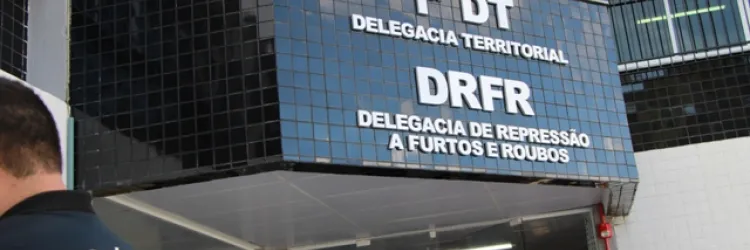 DT
DELEGACIA TERRITORIAL
DRFR
DELEGACIA DE REPRESSÃO
A FURTOS E ROUBOS